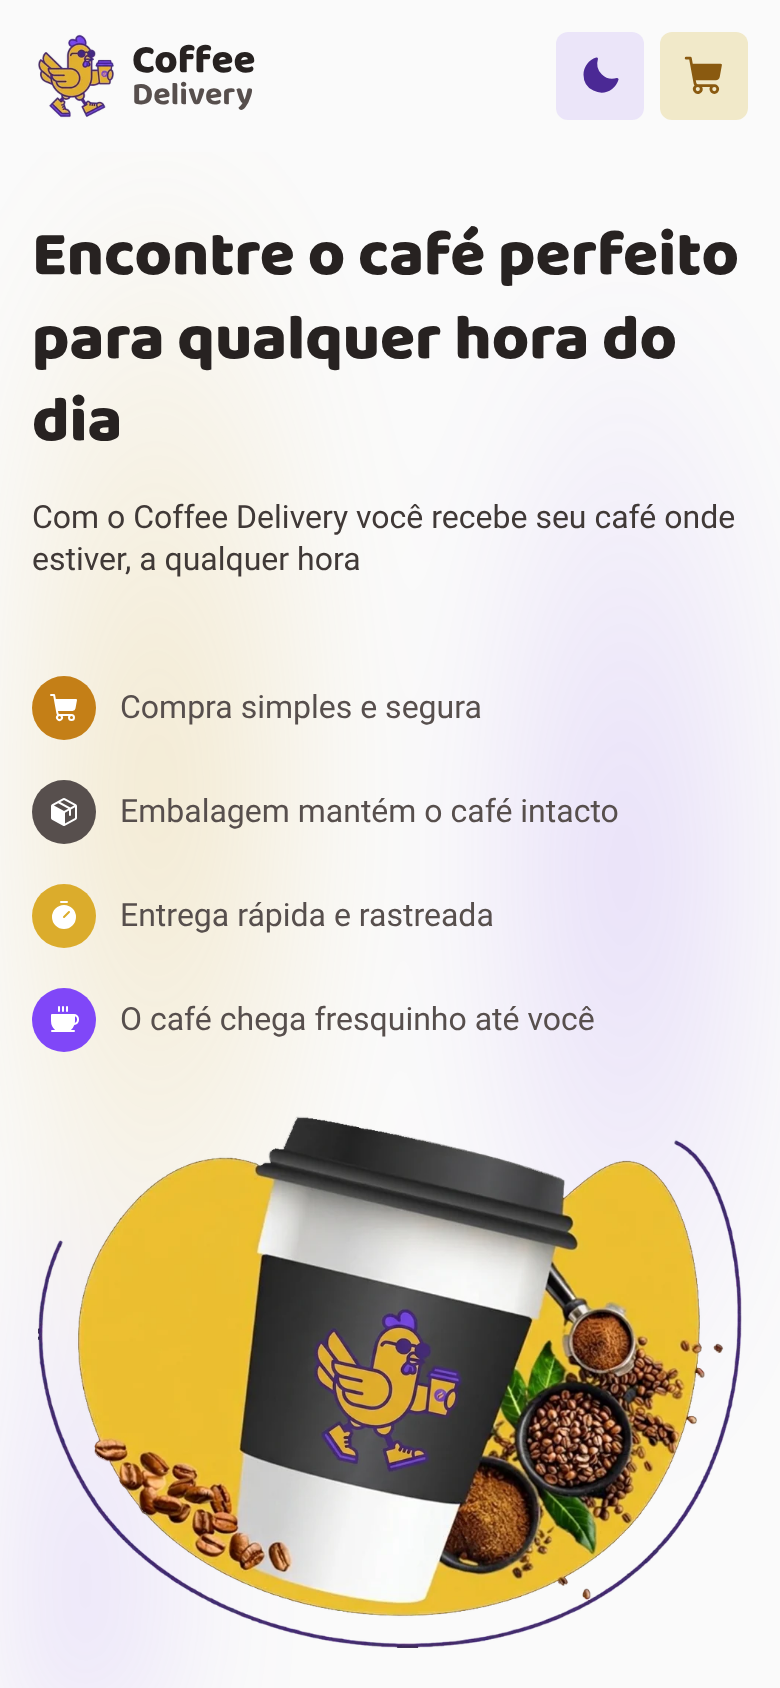 Coffee
Delivery
Encontre o café perfeito
para qualquer hora do
dia
Com o Coffee Delivery você recebe seu café onde
estiver, a qualquer hora
Compra simples e segura
Embalagem mantém o café intacto
Entrega rápida e rastreada
O café chega fresquinho até você